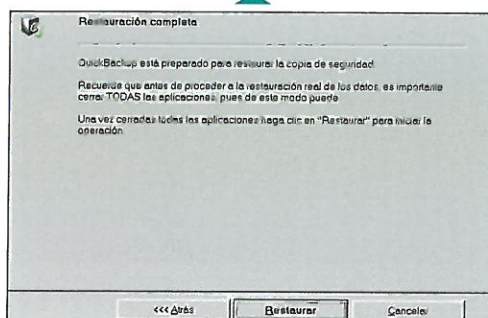 Restauración completa
QuickBackup está preparado para restaurar la copia de seguridad.
Recuerde que antes de proceder a la restauración real de los datos, es importante
cerrar TODAS las aplicaciones, pues de este modo puede
Una vez cerradas todas las aplicaciones haga clic en "Restaurar" para iniciar la
operación
<<< Atrás
Restaurar
Cancelar